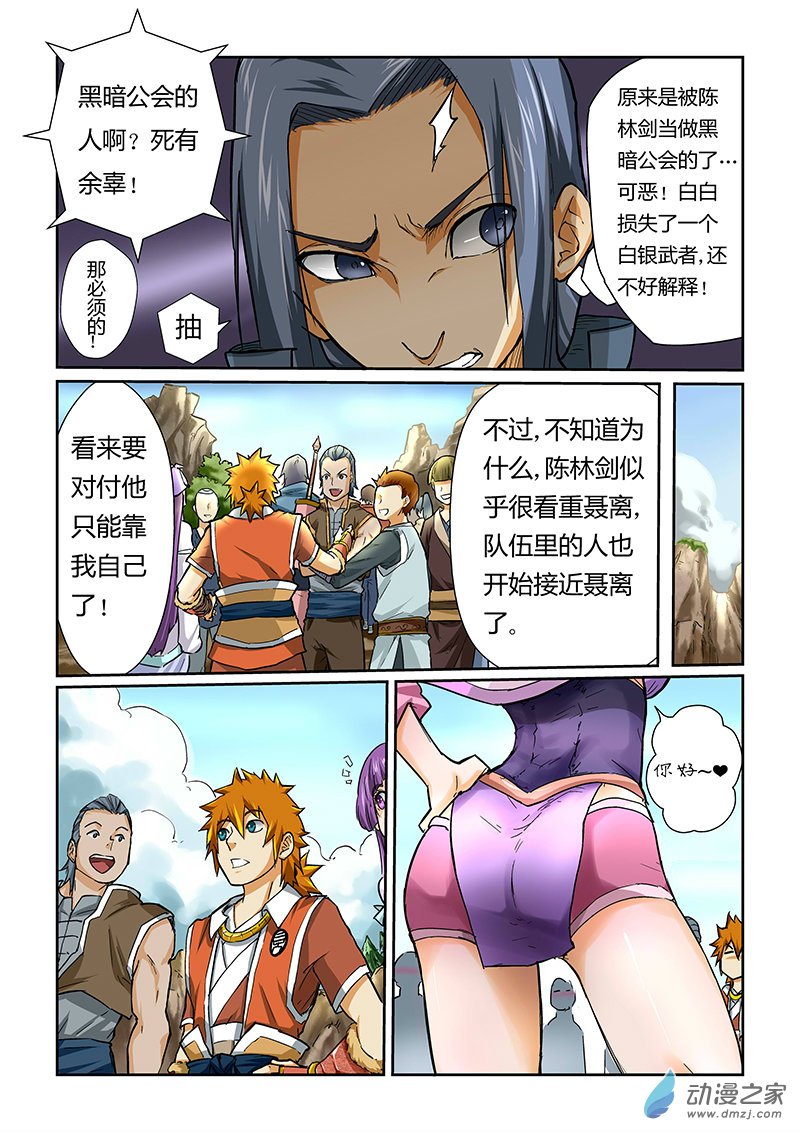 黑暗公会的
人啊？死有
余辜！
那必须的！
抽
原来是被陈
林剑当做黑
暗公会的了…
可恶！白白
损失了一个
白银武者，还
不好解释！
看来要
对付他
只能靠
我自己
了！
不过，不知道为
什么，陈林剑似
乎很看重聂离，
队伍里的人也
开始接近聂离
了。
你好~♥
动漫之家
www.dmzj.com